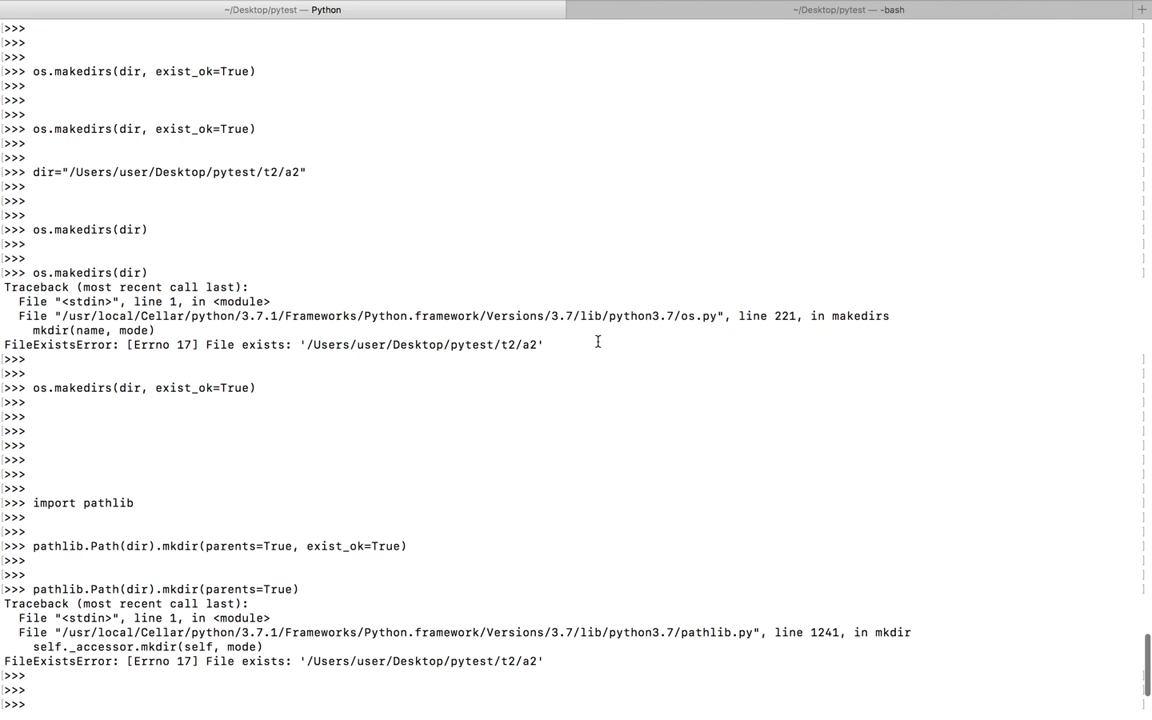 ~/Desktop/pytest — Python
~/Desktop/pytest — -bash
+
[>>> ]
[>>> ]
[>>> ]
[>>> os.makedirs(dir, exist_ok=True) ]
[>>> ]
[>>> ]
[>>> ]
[>>> os.makedirs(dir, exist_ok=True) ]
[>>> ]
[>>> ]
[>>> dir="/Users/user/Desktop/pytest/t2/a2" ]
[>>> ]
[>>> ]
[>>> ]
[>>> os.makedirs(dir) ]
[>>> ]
[>>> ]
[>>> os.makedirs(dir) ]
Traceback (most recent call last):
  File "<stdin>", line 1, in <module>
  File "/usr/local/Cellar/python/3.7.1/Frameworks/Python.framework/Versions/3.7/lib/python3.7/os.py", line 221, in makedirs
    mkdir(name, mode)
FileExistsError: [Errno 17] File exists: '/Users/user/Desktop/pytest/t2/a2'
[>>> ]
[>>> ]
[>>> os.makedirs(dir, exist_ok=True) ]
[>>> ]
[>>> ]
[>>> ]
[>>> ]
[>>> ]
[>>> ]
[>>> ]
[>>> import pathlib ]
[>>> ]
[>>> ]
[>>> pathlib.Path(dir).mkdir(parents=True, exist_ok=True) ]
[>>> ]
[>>> ]
[>>> pathlib.Path(dir).mkdir(parents=True) ]
Traceback (most recent call last):
  File "<stdin>", line 1, in <module>
  File "/usr/local/Cellar/python/3.7.1/Frameworks/Python.framework/Versions/3.7/lib/python3.7/pathlib.py", line 1241, in mkdir
    self._accessor.mkdir(self, mode)
FileExistsError: [Errno 17] File exists: '/Users/user/Desktop/pytest/t2/a2'
[>>> ]
[>>> ]
[>>> ]